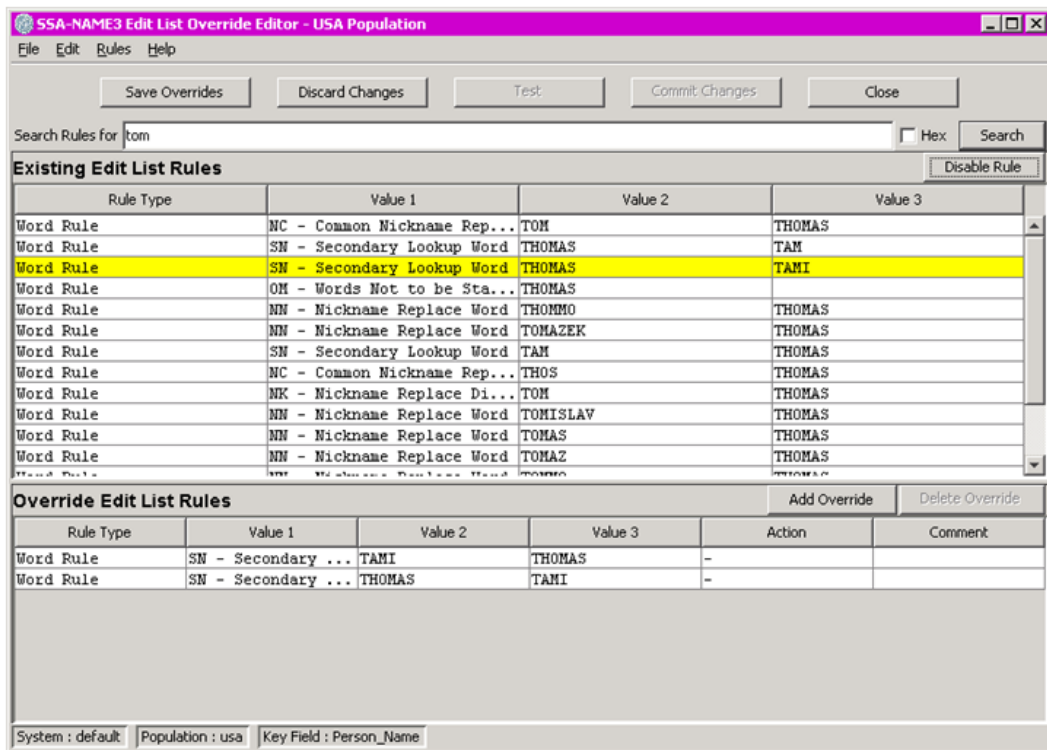 SSA-NAME3 Edit List Override Editor - USA Population
File Edit Rules Help
Save Overrides Discard Changes Test Commit Changes Close
Search Rules for tom Hex Search
Existing Edit List Rules Disable Rule
Rule Type Value 1 Value 2 Value 3
Word Rule NC - Common Nickname Rep... TOM THOMAS
Word Rule SN - Secondary Lookup Word THOMAS TAM
Word Rule SN - Secondary Lookup Word THOMAS TAMI
Word Rule OM - Words Not to be Sta... THOMAS
Word Rule NN - Nickname Replace Word THOMMO THOMAS
Word Rule NN - Nickname Replace Word TOMAZEK THOMAS
Word Rule SN - Secondary Lookup Word TAM THOMAS
Word Rule NC - Common Nickname Rep... THOS THOMAS
Word Rule NK - Nickname Replace Di... TOM THOMAS
Word Rule NN - Nickname Replace Word TOMISLAV THOMAS
Word Rule NN - Nickname Replace Word TOMAS THOMAS
Word Rule NN - Nickname Replace Word TOMAZ THOMAS
Override Edit List Rules Add Override Delete Override
Rule Type Value 1 Value 2 Value 3 Action Comment
Word Rule SN - Secondary ... TAMI THOMAS -
Word Rule SN - Secondary ... THOMAS TAMI -
System : default Population : usa Key Field : Person_Name